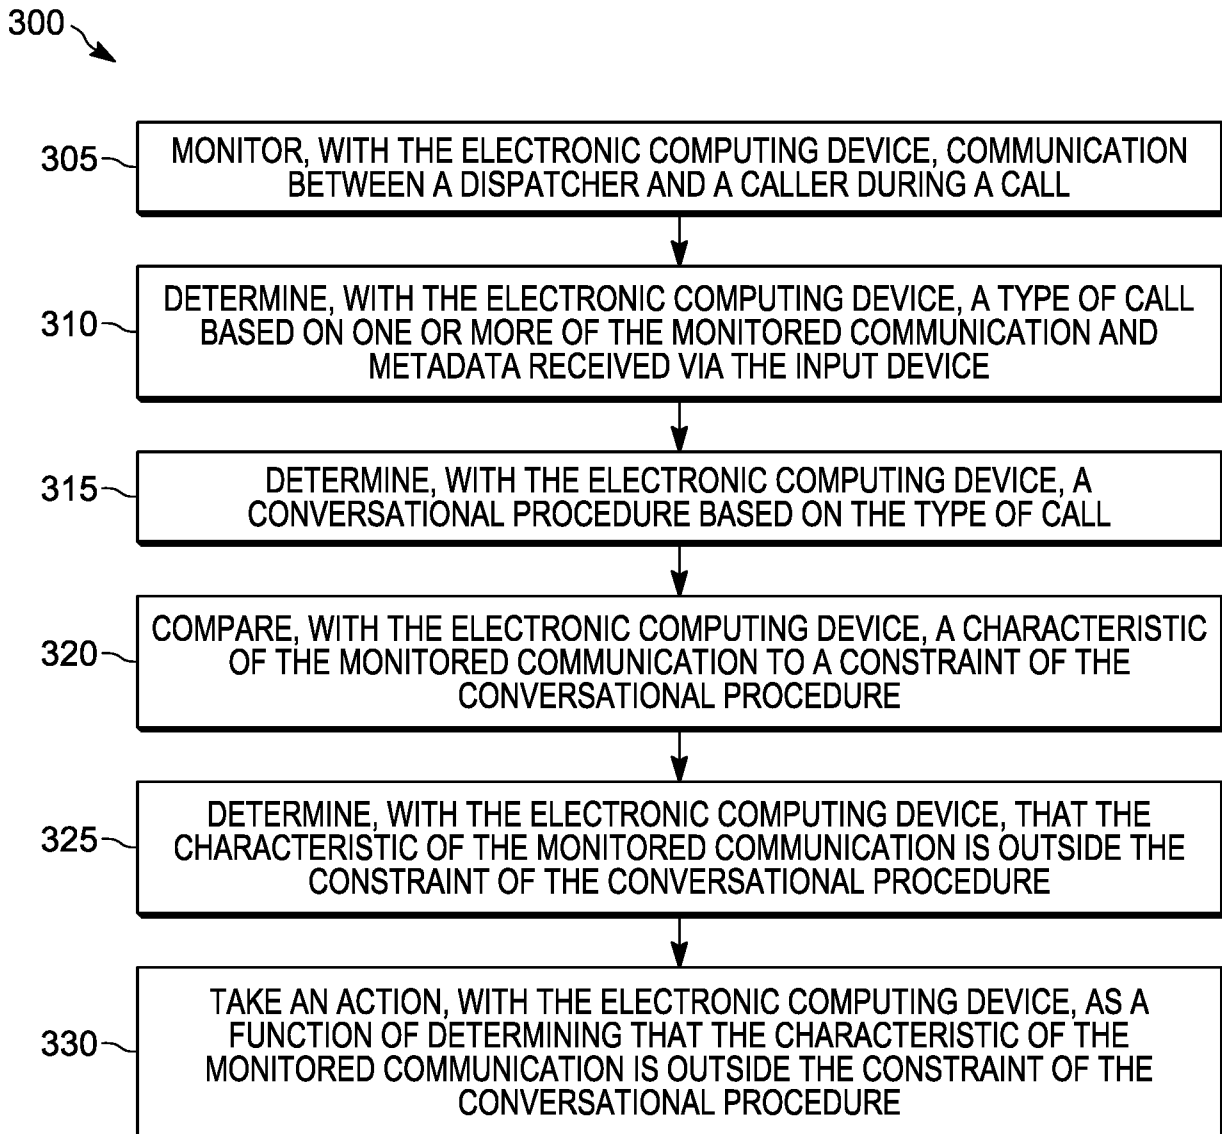 300
305
MONITOR, WITH THE ELECTRONIC COMPUTING DEVICE, COMMUNICATION
BETWEEN A DISPATCHER AND A CALLER DURING A CALL
310
DETERMINE, WITH THE ELECTRONIC COMPUTING DEVICE, A TYPE OF CALL
BASED ON ONE OR MORE OF THE MONITORED COMMUNICATION AND
METADATA RECEIVED VIA THE INPUT DEVICE
315
DETERMINE, WITH THE ELECTRONIC COMPUTING DEVICE, A
CONVERSATIONAL PROCEDURE BASED ON THE TYPE OF CALL
320
COMPARE, WITH THE ELECTRONIC COMPUTING DEVICE, A CHARACTERISTIC
OF THE MONITORED COMMUNICATION TO A CONSTRAINT OF THE
CONVERSATIONAL PROCEDURE
325
DETERMINE, WITH THE ELECTRONIC COMPUTING DEVICE, THAT THE
CHARACTERISTIC OF THE MONITORED COMMUNICATION IS OUTSIDE THE
CONSTRAINT OF THE CONVERSATIONAL PROCEDURE
330
TAKE AN ACTION, WITH THE ELECTRONIC COMPUTING DEVICE, AS A
FUNCTION OF DETERMINING THAT THE CHARACTERISTIC OF THE
MONITORED COMMUNICATION IS OUTSIDE THE CONSTRAINT OF THE
CONVERSATIONAL PROCEDURE